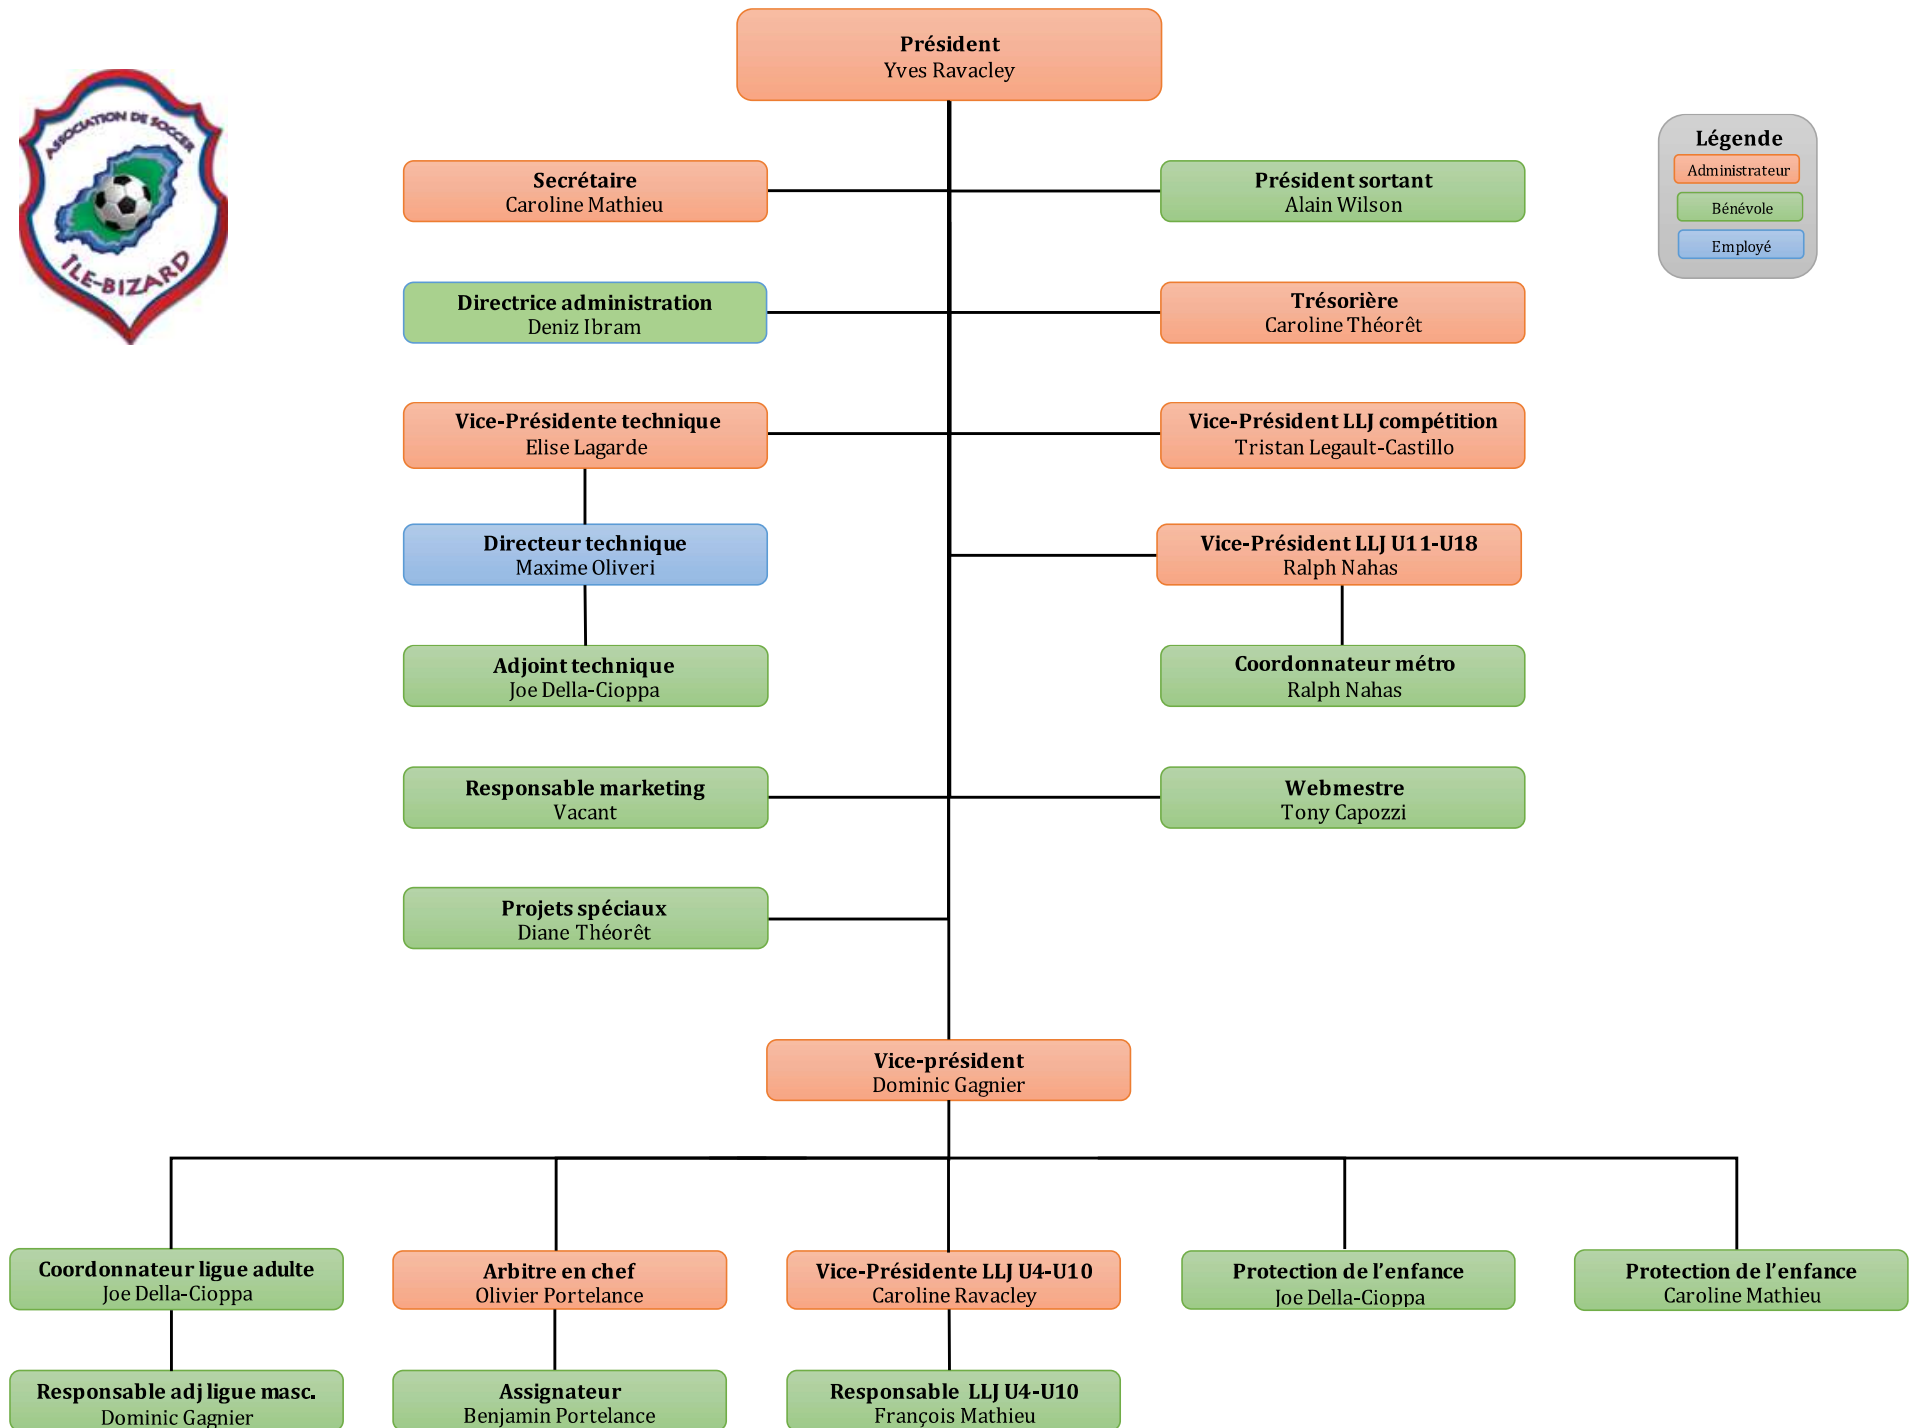 Président
Yves Ravacley
ASSOCIATION DE SOCCER
ÎLE-BIZARD
Légende
Administrateur
Bénévole
Employé
Secrétaire
Caroline Mathieu
Président sortant
Alain Wilson
Directrice administration
Deniz Ibram
Trésorière
Caroline Théorêt
Vice-Présidente technique
Elise Lagarde
Vice-Président LLJ compétition
Tristan Legault-Castillo
Directeur technique
Maxime Oliveri
Vice-Président LLJ U11-U18
Ralph Nahas
Adjoint technique
Joe Della-Cioppa
Coordonnateur métro
Ralph Nahas
Responsable marketing
Vacant
Webmestre
Tony Capozzi
Projets spéciaux
Diane Théorêt
Vice-président
Dominic Gagnier
Coordonnateur ligue adulte
Joe Della-Cioppa
Arbitre en chef
Olivier Portelance
Vice-Présidente LLJ U4-U10
Caroline Ravacley
Protection de l’enfance
Joe Della-Cioppa
Protection de l’enfance
Caroline Mathieu
Responsable adj ligue masc.
Dominic Gagnier
Assignateur
Benjamin Portelance
Responsable LLJ U4-U10
François Mathieu